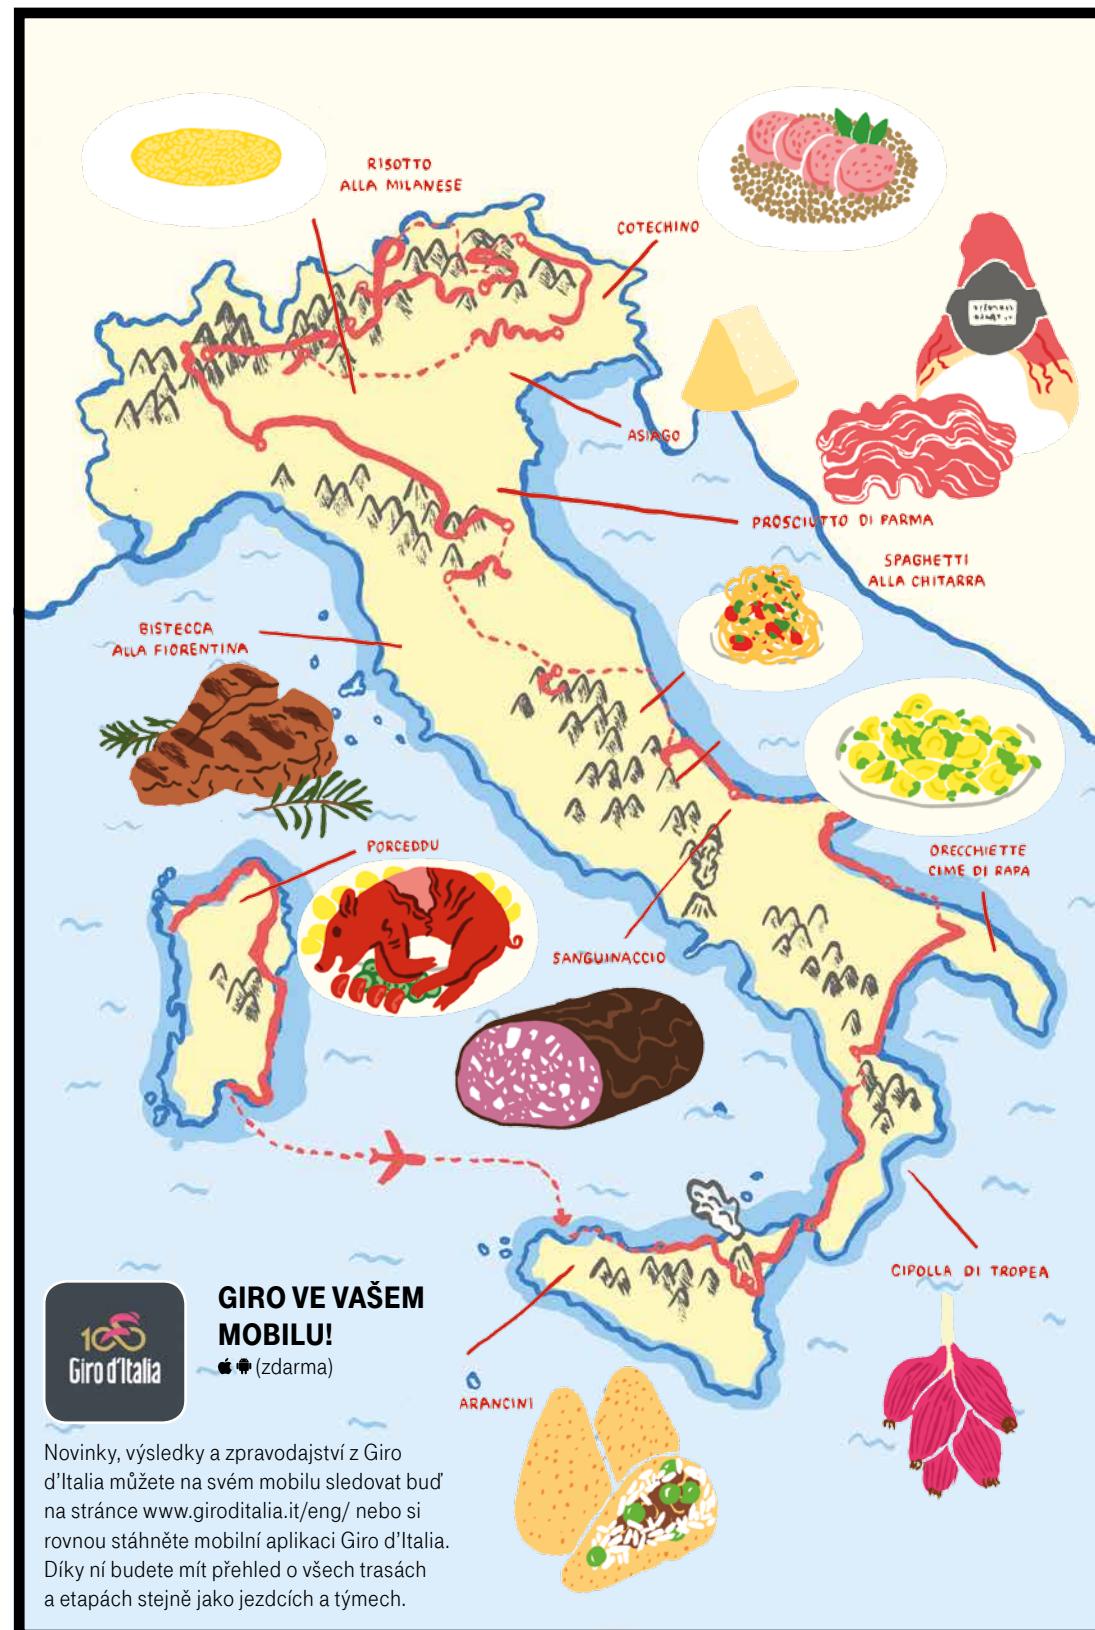 RISOTTO
ALLA MILANESE
COTECHINO
ASIAGO
PROSCIUTTO DI PARMA
SPAGHETTI
ALLA CHITARRA
BISTECCA
ALLA FIORENTINA
PORCEDDU
ORECCHIETTE
CIME DI RAPA
SANGUINACCIO
CIPOLLA DI TROPEA
ARANCINI
100
Giro d'Italia
GIRO VE VAŠEM
MOBILU!
(zdarma)
Novinky, výsledky a zpravodajství z Giro
d’Italia můžete na svém mobilu sledovat buď
na stránce www.giroditalia.it/eng/ nebo si
rovnou stáhněte mobilní aplikaci Giro d’Italia.
Díky ní budete mít přehled o všech trasách
a etapách stejně jako jezdcích a týmech.